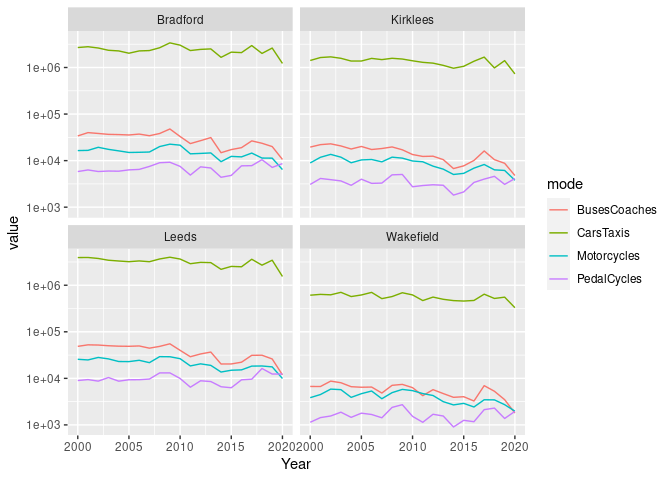 Bradford
Kirklees
1e+06
1e+05
1e+04
1e+03
Leeds
Wakefield
1e+06
1e+05
1e+04
1e+03
2000 2005 2010 2015 2020
2000 2005 2010 2015 2020
Year
value
mode
BusesCoaches
CarsTaxis
Motorcycles
PedalCycles